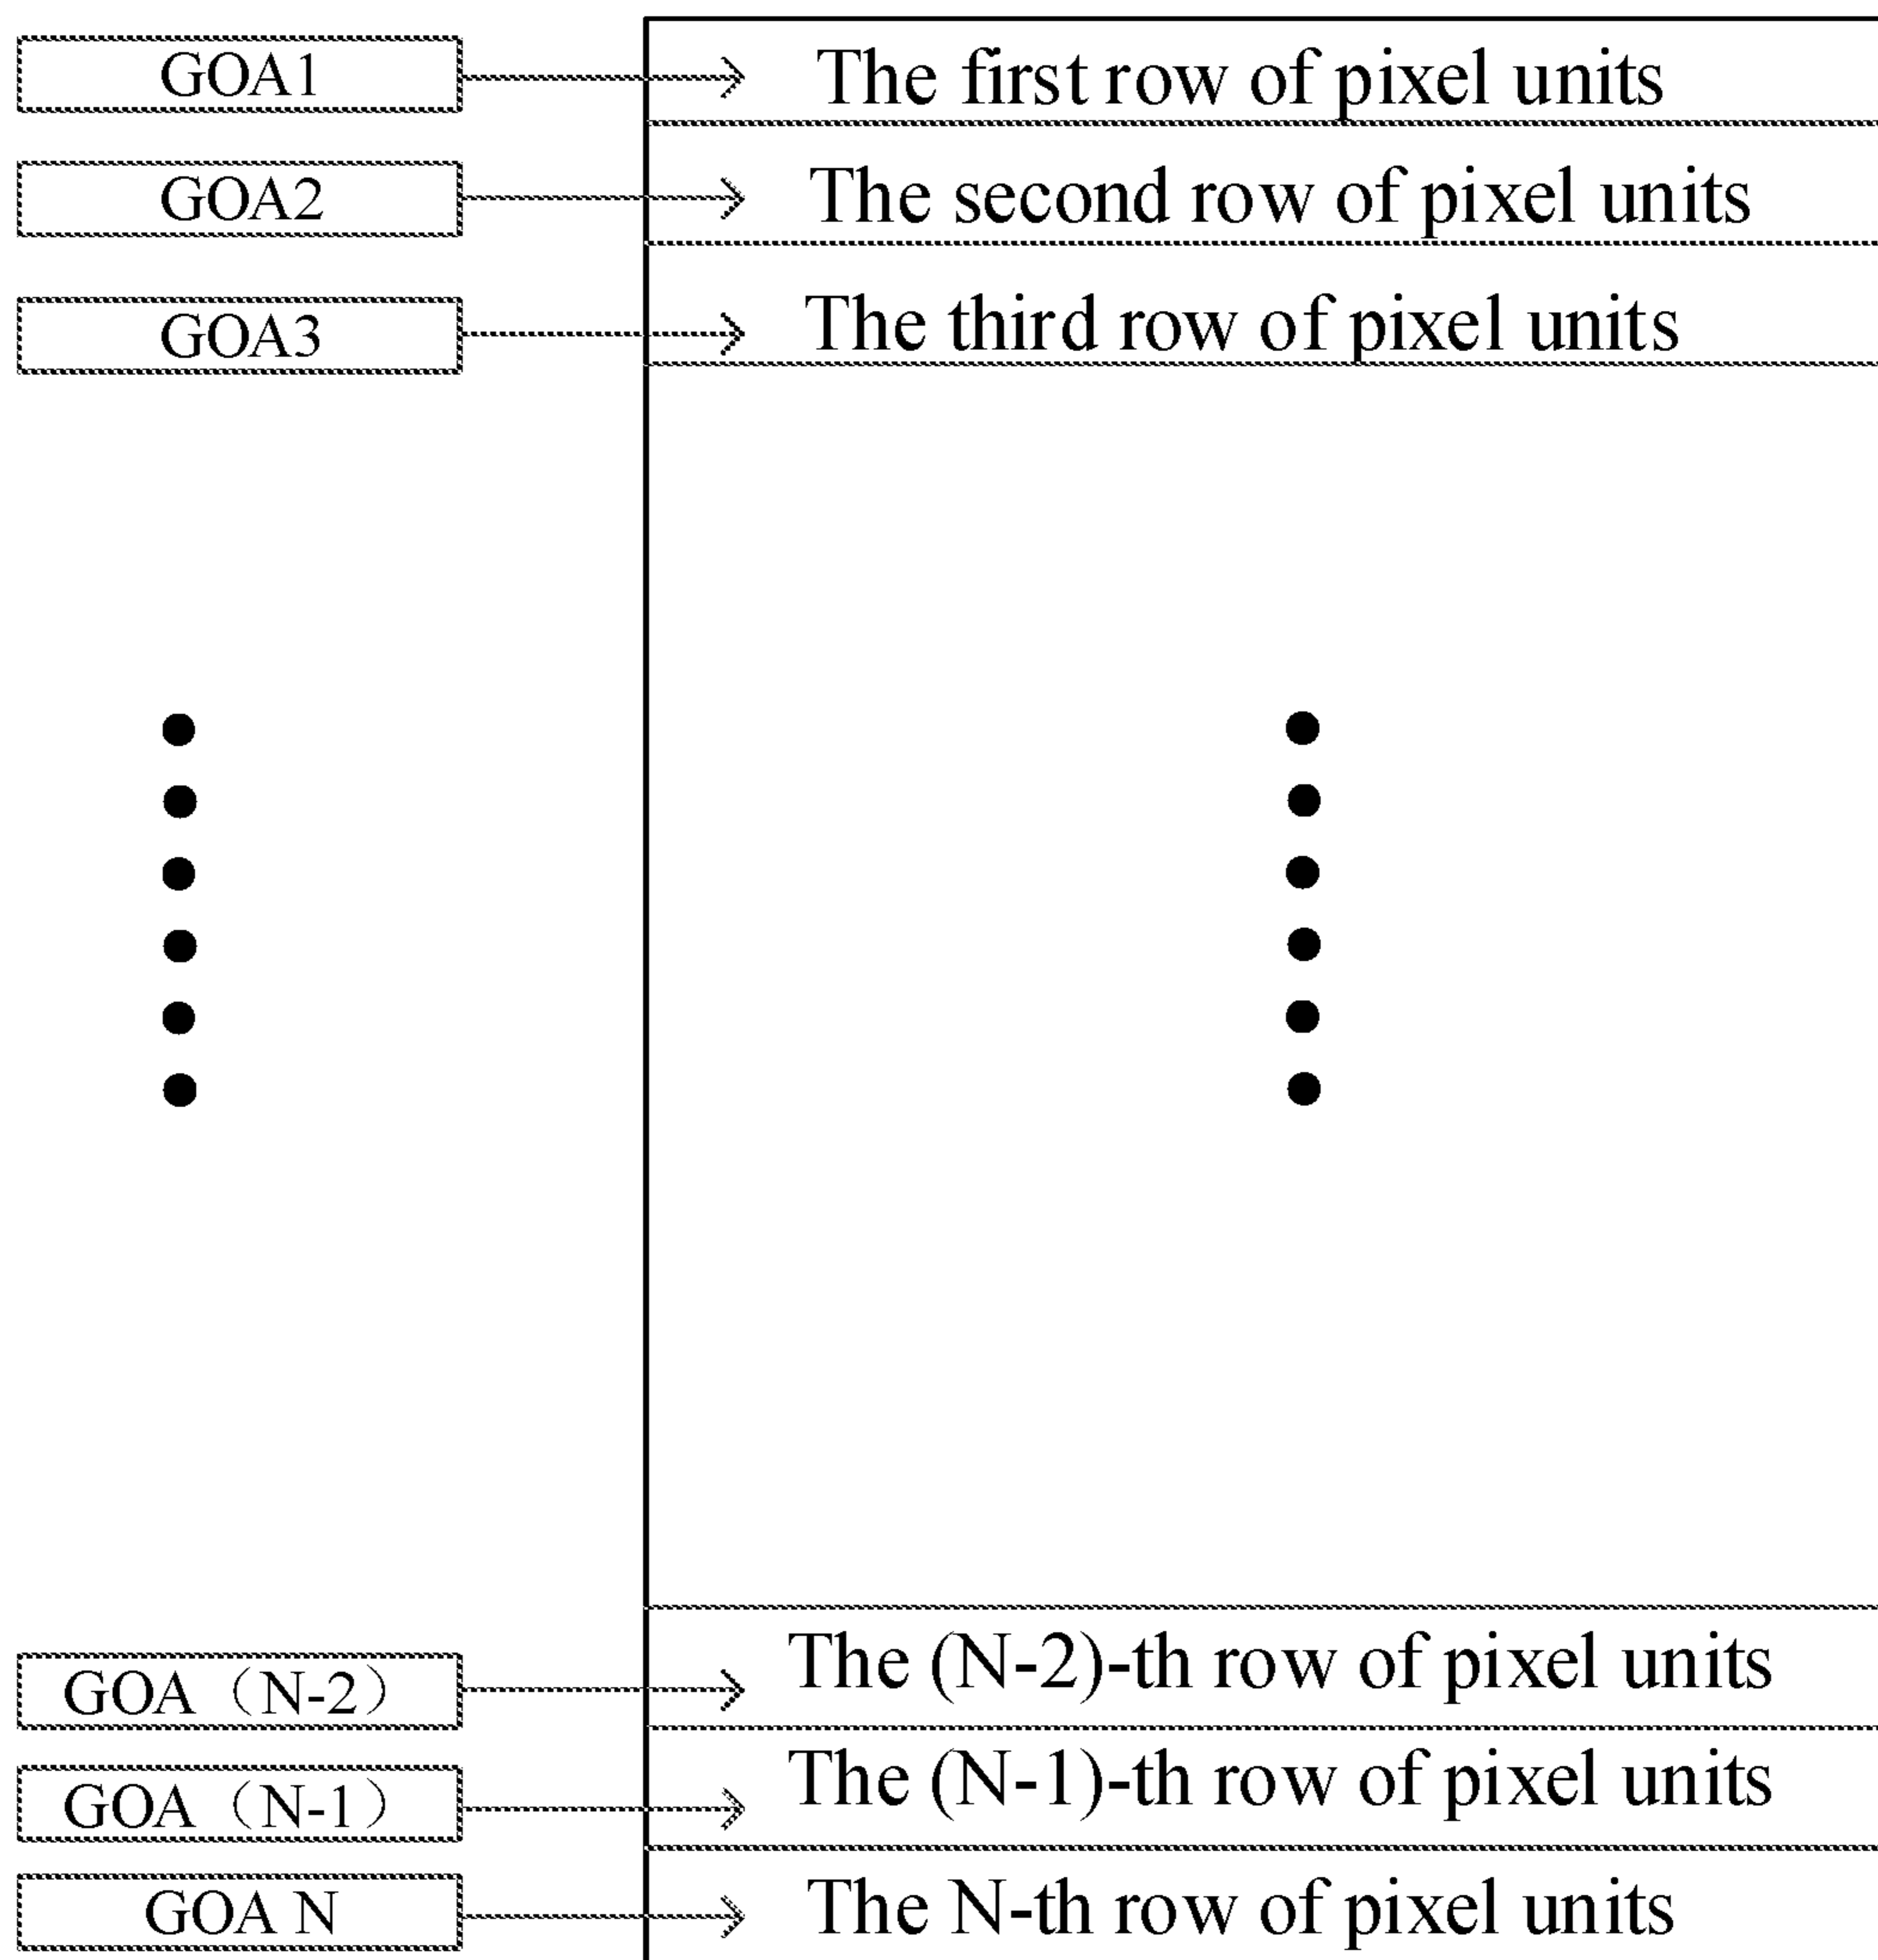 GOA1
The first row of pixel units
GOA2
The second row of pixel units
GOA3
The third row of pixel units
GOA（N-2）
The (N-2)-th row of pixel units
GOA（N-1）
The (N-1)-th row of pixel units
GOA N
The N-th row of pixel units